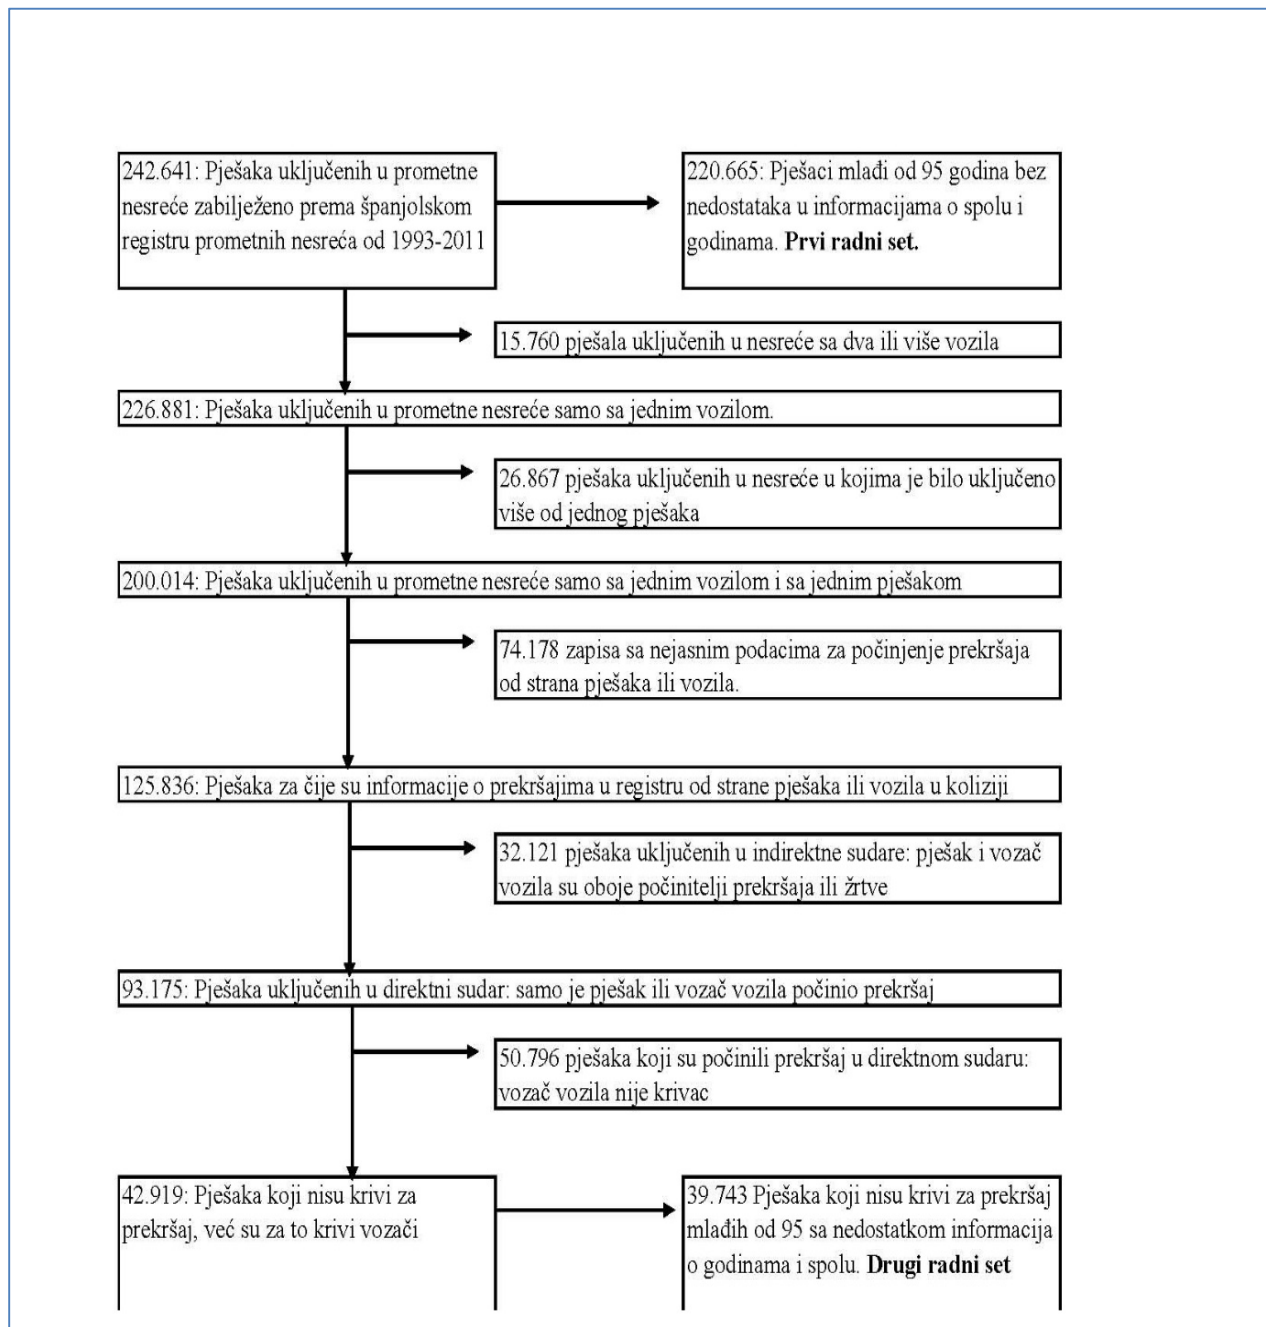 242.641: Pješaka uključenih u prometne
nesreće zabilježeno prema španjolskom
registru prometnih nesreća od 1993-2011
220.665: Pješaci mlađi od 95 godina bez
nedostataka u informacijama o spolu i
godinama. Prvi radni set.
15.760 pješala uključenih u nesreće sa dva ili više vozila
226.881: Pješaka uključenih u prometne nesreće samo sa jednim vozilom.
26.867 pješaka uključenih u nesreće u kojima je bilo uključeno
više od jednog pješaka
200.014: Pješaka uključenih u prometne nesreće samo sa jednim vozilom i sa jednim pješakom
74.178 zapisa sa nejasnim podacima za počinjenje prekršaja
od strana pješaka ili vozila.
125.836: Pješaka za čije su informacije o prekršajima u registru od strane pješaka ili vozila u koliziji
32.121 pješaka uključenih u indirektne sudare: pješak i vozač
vozila su oboje počinitelji prekršaja ili žrtve
93.175: Pješaka uključenih u direktni sudar: samo je pješak ili vozač vozila počinio prekršaj
50.796 pješaka koji su počinili prekršaj u direktnom sudaru:
vozač vozila nije krivac
42.919: Pješaka koji nisu krivi za
prekršaj, već su za to krivi vozači
39.743 Pješaka koji nisu krivi za prekršaj
mlađih od 95 sa nedostatkom informacija
o godinama i spolu. Drugi radni set